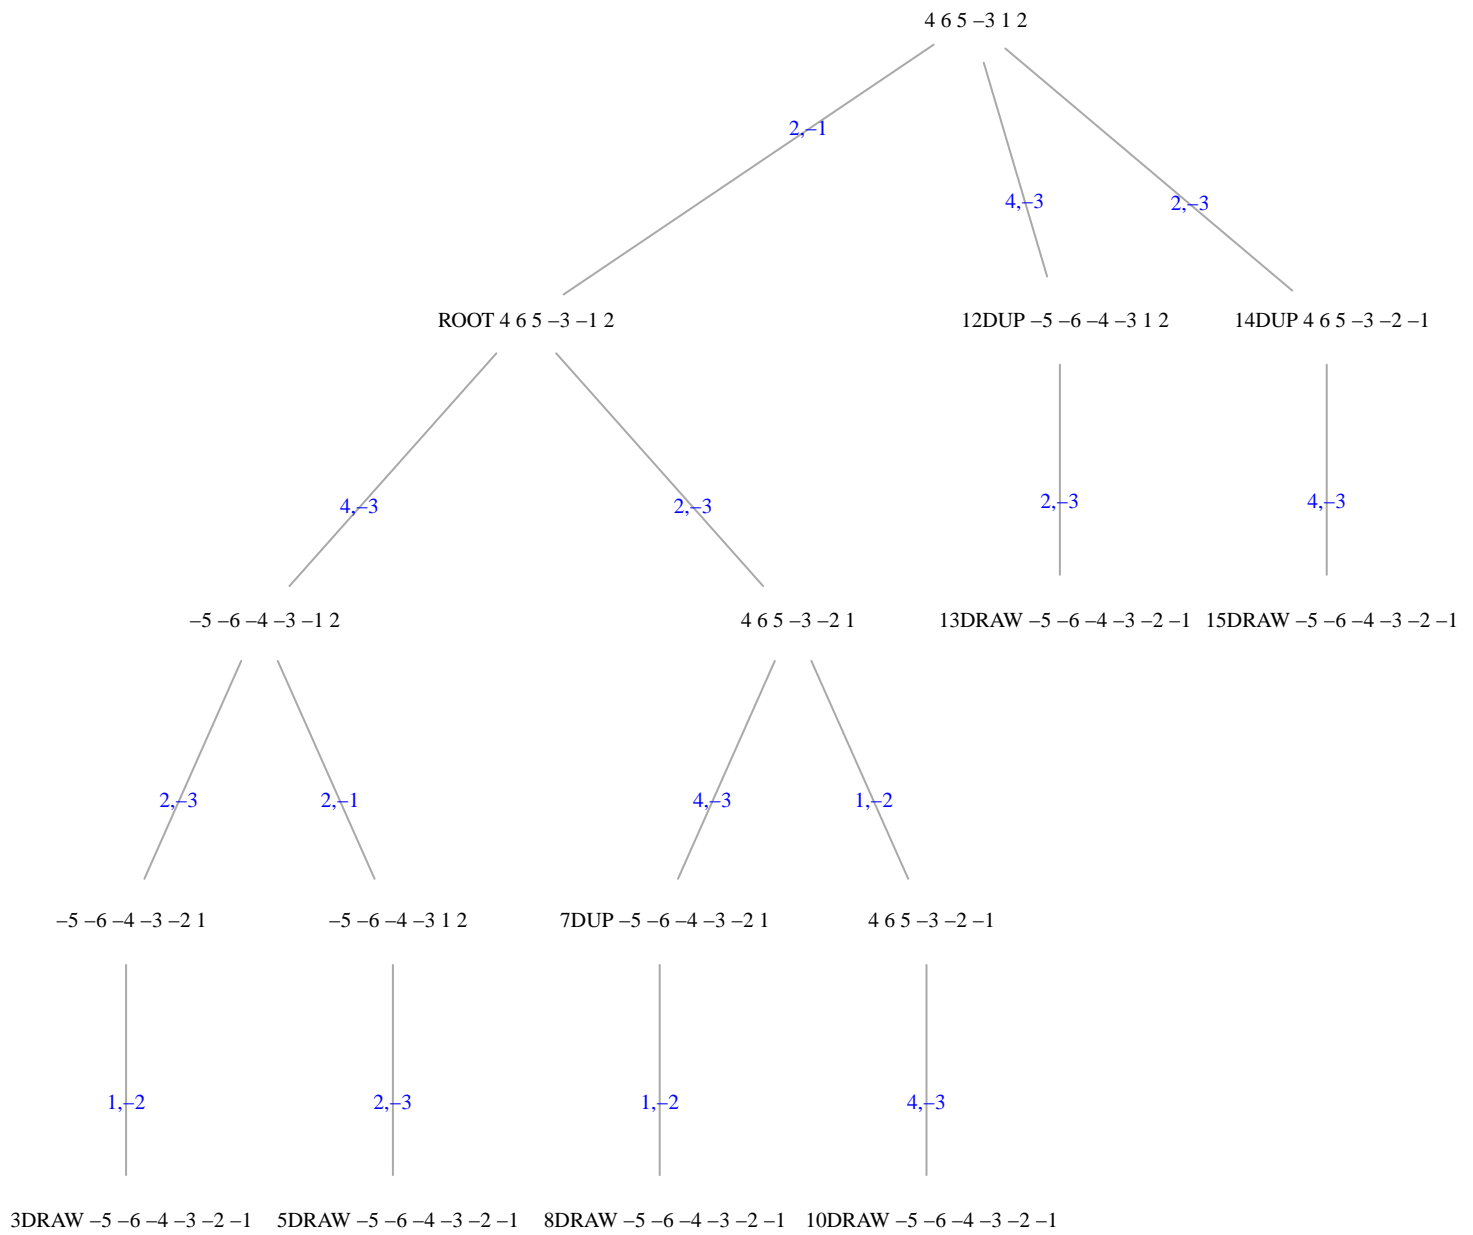 4 6 5 –3 1 2
2,–1
4,–3
2,–3
ROOT 4 6 5 –3 –1 2
12DUP –5 –6 –4 –3 1 2
14DUP 4 6 5 –3 –2 –1
4,–3
2,–3
2,–3
4,–3
–5 –6 –4 –3 –1 2
4 6 5 –3 –2 1
13DRAW –5 –6 –4 –3 –2 –1
15DRAW –5 –6 –4 –3 –2 –1
2,–3
2,–1
4,–3
1,–2
–5 –6 –4 –3 –2 1
–5 –6 –4 –3 1 2
7DUP –5 –6 –4 –3 –2 1
4 6 5 –3 –2 –1
1,–2
2,–3
1,–2
4,–3
3DRAW –5 –6 –4 –3 –2 –1
5DRAW –5 –6 –4 –3 –2 –1
8DRAW –5 –6 –4 –3 –2 –1
10DRAW –5 –6 –4 –3 –2 –1